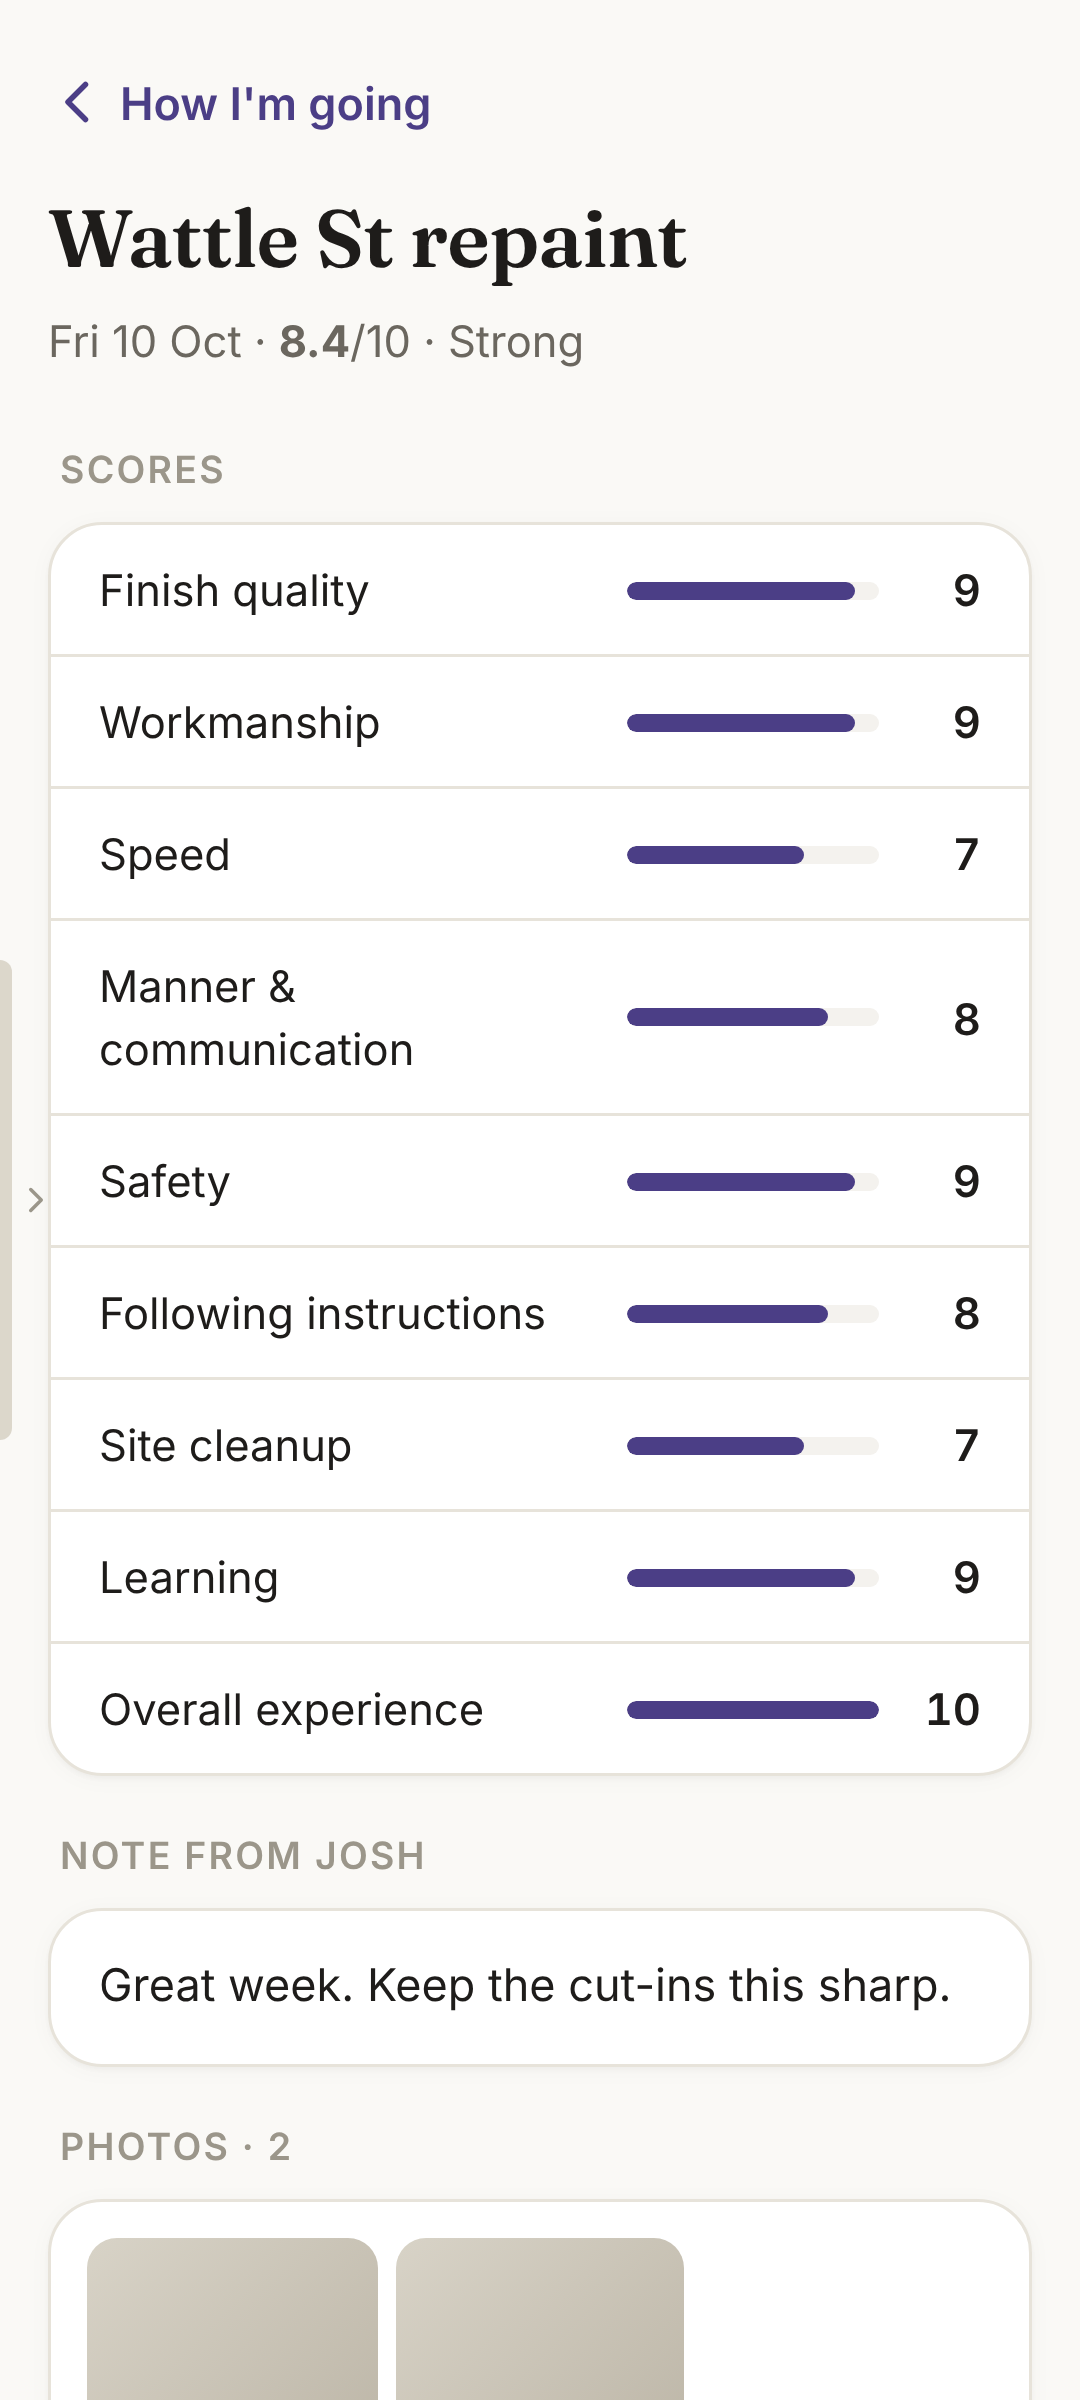 How I'm going
Wattle St repaint
Fri 10 Oct · 8.4/10 · Strong
SCORES
Finish quality 9
Workmanship 9
Speed 7
Manner &
communication 8
Safety 9
Following instructions 8
Site cleanup 7
Learning 9
Overall experience 10
NOTE FROM JOSH
Great week. Keep the cut-ins this sharp.
PHOTOS · 2